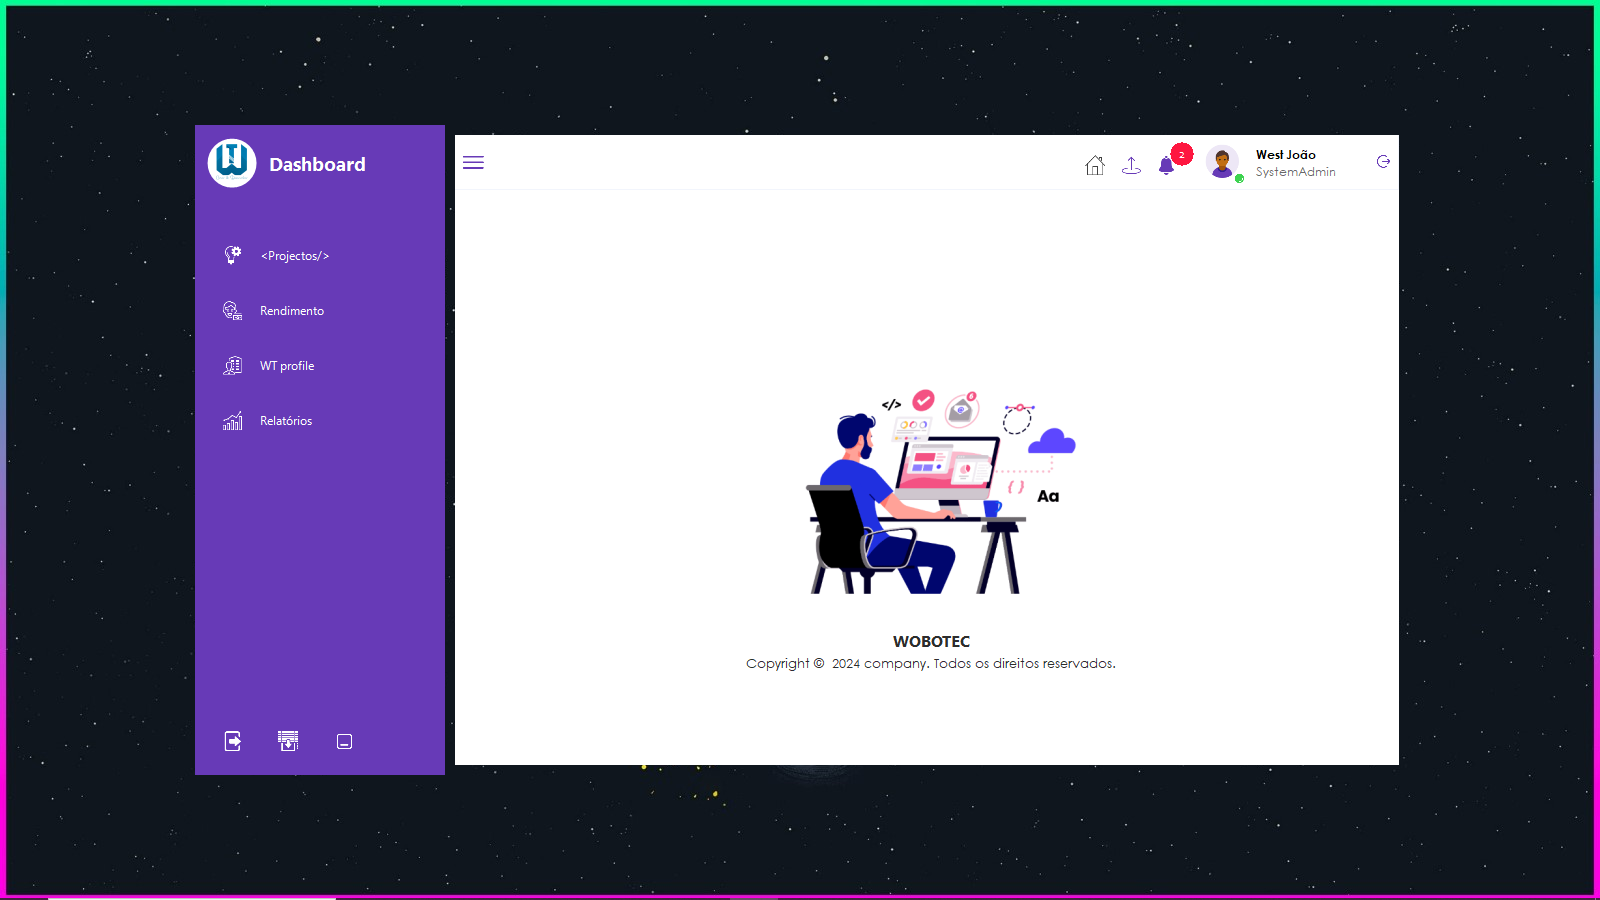 Dashboard
<Projectos/>
Rendimento
WT profile
Relatórios
2
West João
SystemAdmin
</>
@
6
{ }
Aa
WOBOTEC
Copyright © 2024 company. Todos os direitos reservados.